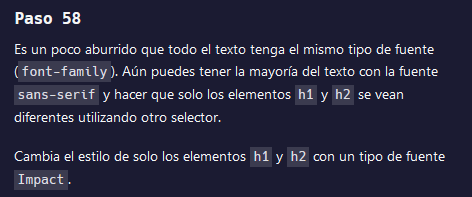 Paso 58
Es un poco aburrido que todo el texto tenga el mismo tipo de fuente
(font-family). Aún puedes tener la mayoría del texto con la fuente
sans-serif y hacer que solo los elementos h1 y h2 se vean
diferentes utilizando otro selector.
Cambia el estilo de solo los elementos h1 y h2 con un tipo de fuente
Impact.